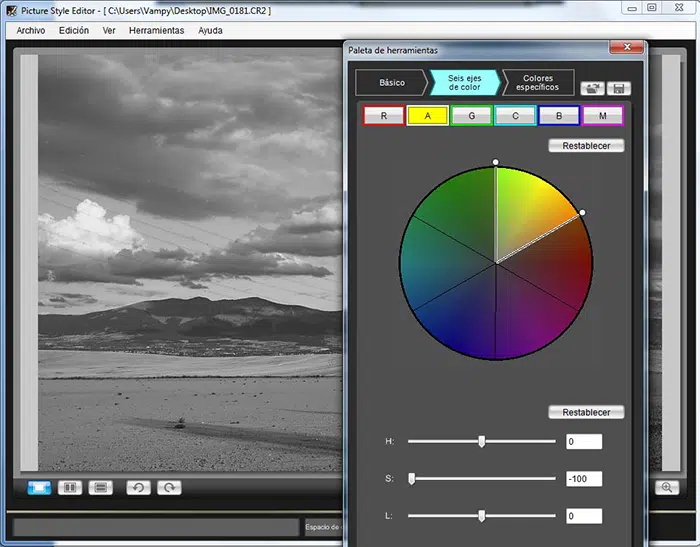 Picture Style Editor - [ C:\Users\Vampy\Desktop\IMG_0181.CR2 ]
Archivo Edición Ver Herramientas Ayuda
Paleta de herramientas
Básico
Seis ejes
de color
Colores
específicos
R A G C B M
Restablecer
Restablecer
H: 0
S: -100
L: 0
Espacio de